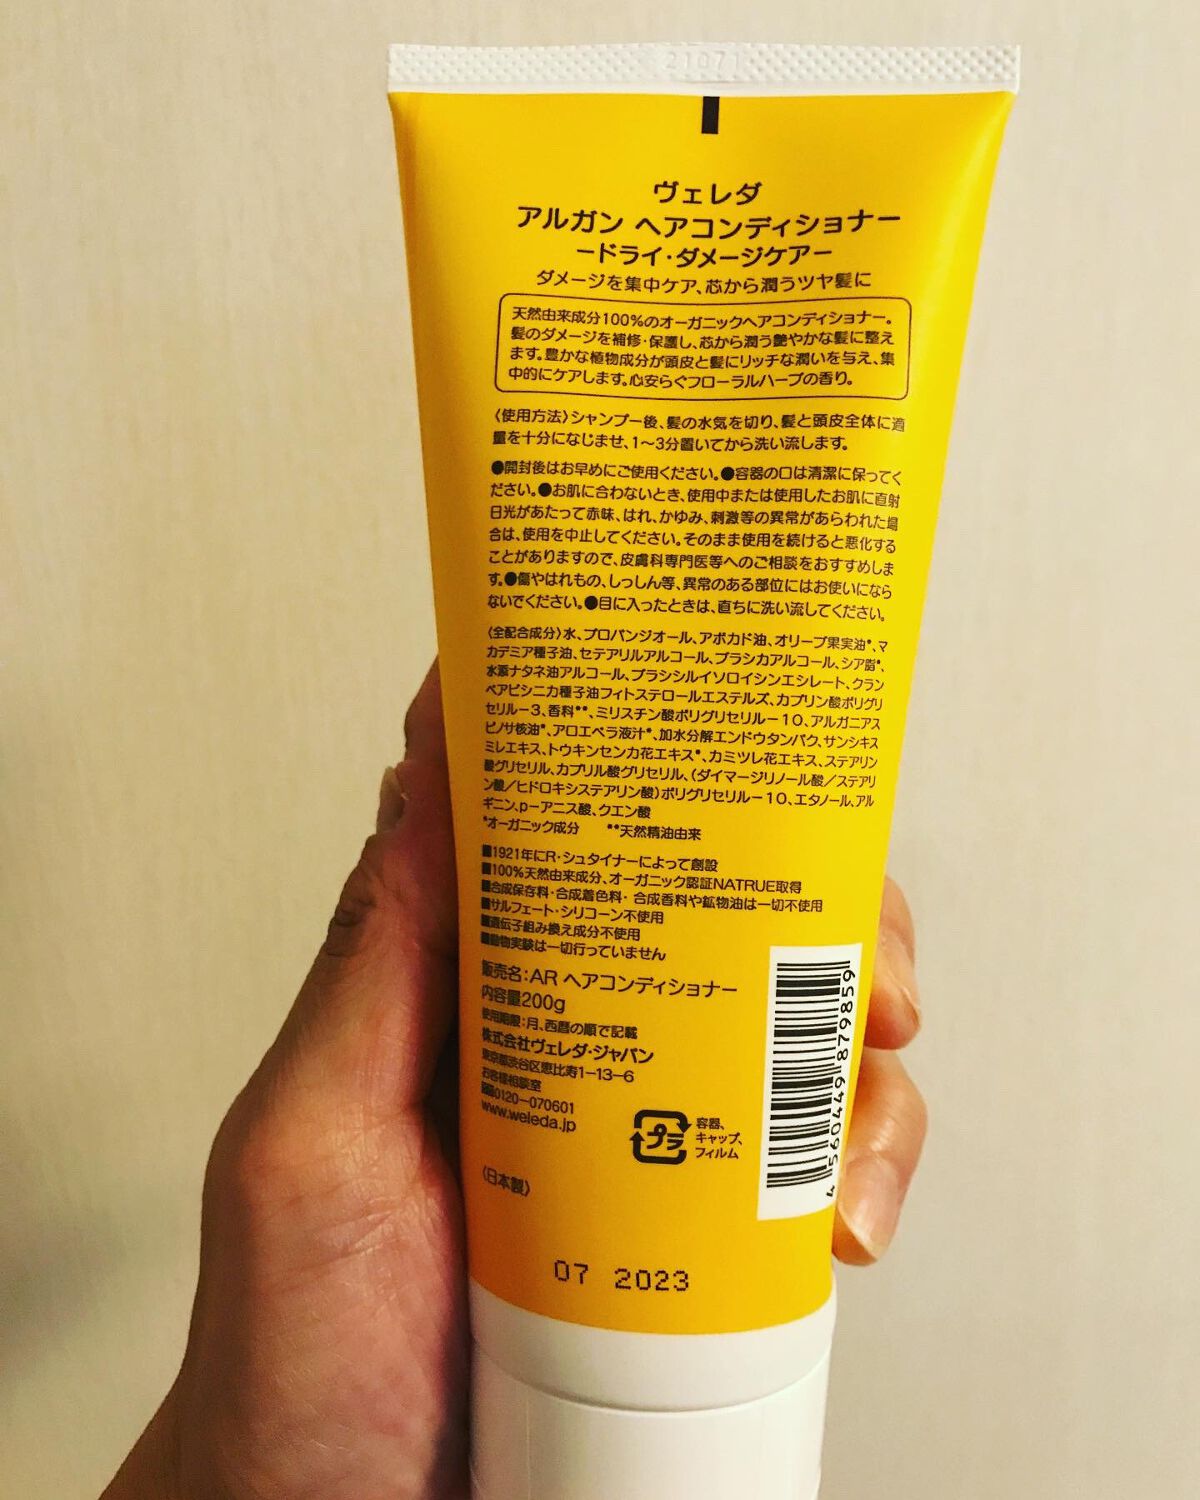 21071
ヴェレダ
アルガン ヘアコンディショナー
ードライ・ダメージケアー
ダメージを集中ケア、芯から潤うツヤ髪に
天然由来成分100%のオーガニックヘアコンディショナー。
髪のダメージを補修・保護し、芯から潤う艶やかな髪に整え
ます。豊かな植物成分が頭皮と髪にリッチな潤いを与え、集
中的にケアします。心安らぐフローラルハーブの香り。
〈使用方法〉シャンプー後、髪の水気を切り、髪と頭皮全体に適
量を十分になじませ、1〜3分置いてから洗い流します。
●開封後はお早めにご使用ください。●容器の口は清潔に保ってく
ださい。●お肌に合わないとき、使用中または使用したお肌に直射
日光があたって赤味、はれ、かゆみ、刺激等の異常があらわれた場
合は、使用を中止してください。そのまま使用を続けると悪化する
ことがありますので、皮膚科専門医等へのご相談をおすすめしま
す。●傷やはれもの、しっしん等、異常のある部位にはお使いになら
ないでください。●目に入ったときは、直ちに洗い流してください。
〈全配合成分〉水、プロパンジオール、アボカド油、オリーブ果実油*、マ
カデミア種子油、セテアリルアルコール、ブラシカアルコール、シア脂*、
水添ナタネ油アルコール、ブラシシルイソロイシンエシレート、クラン
ベアビシニカ種子油フィトステロールエステルズ、カプリン酸ポリグリ
セリル－3、香料**、ミリスチン酸ポリグリセリル－10、アルガニアス
ピノサ核油*、アロエベラ液汁*、加水分解エンドウタンパク、サンシキス
ミレエキス、トウキンセンカ花エキス*、カミツレ花エキス、ステアリン
酸グリセリル、カプリル酸グリセリル、(ダイマージリノール酸／ステアリ
ン酸／ヒドロキシステアリン酸)ポリグリセリル－10、エタノール、アル
ギニン、p－アニス酸、クエン酸
*オーガニック成分 **天然精油由来
■1921年にR・シュタイナーによって創設
■100%天然由来成分、オーガニック認証NATRUE取得
■合成保存料・合成着色料・ 合成香料や鉱物油は一切不使用
■サルフェート・シリコーン不使用
■遺伝子組み換え成分不使用
■動物実験は一切行っていません
販売名：AR ヘアコンディショナー
内容量200g
使用期限：月、西暦の順で記載
株式会社ヴェレダ・ジャパン
東京都渋谷区恵比寿1－13－6
お客様相談室
0120－070601
www.weleda.jp
プラ
容器、
キャップ、
フィルム
4 560449 879859
〈日本製〉
07 2023